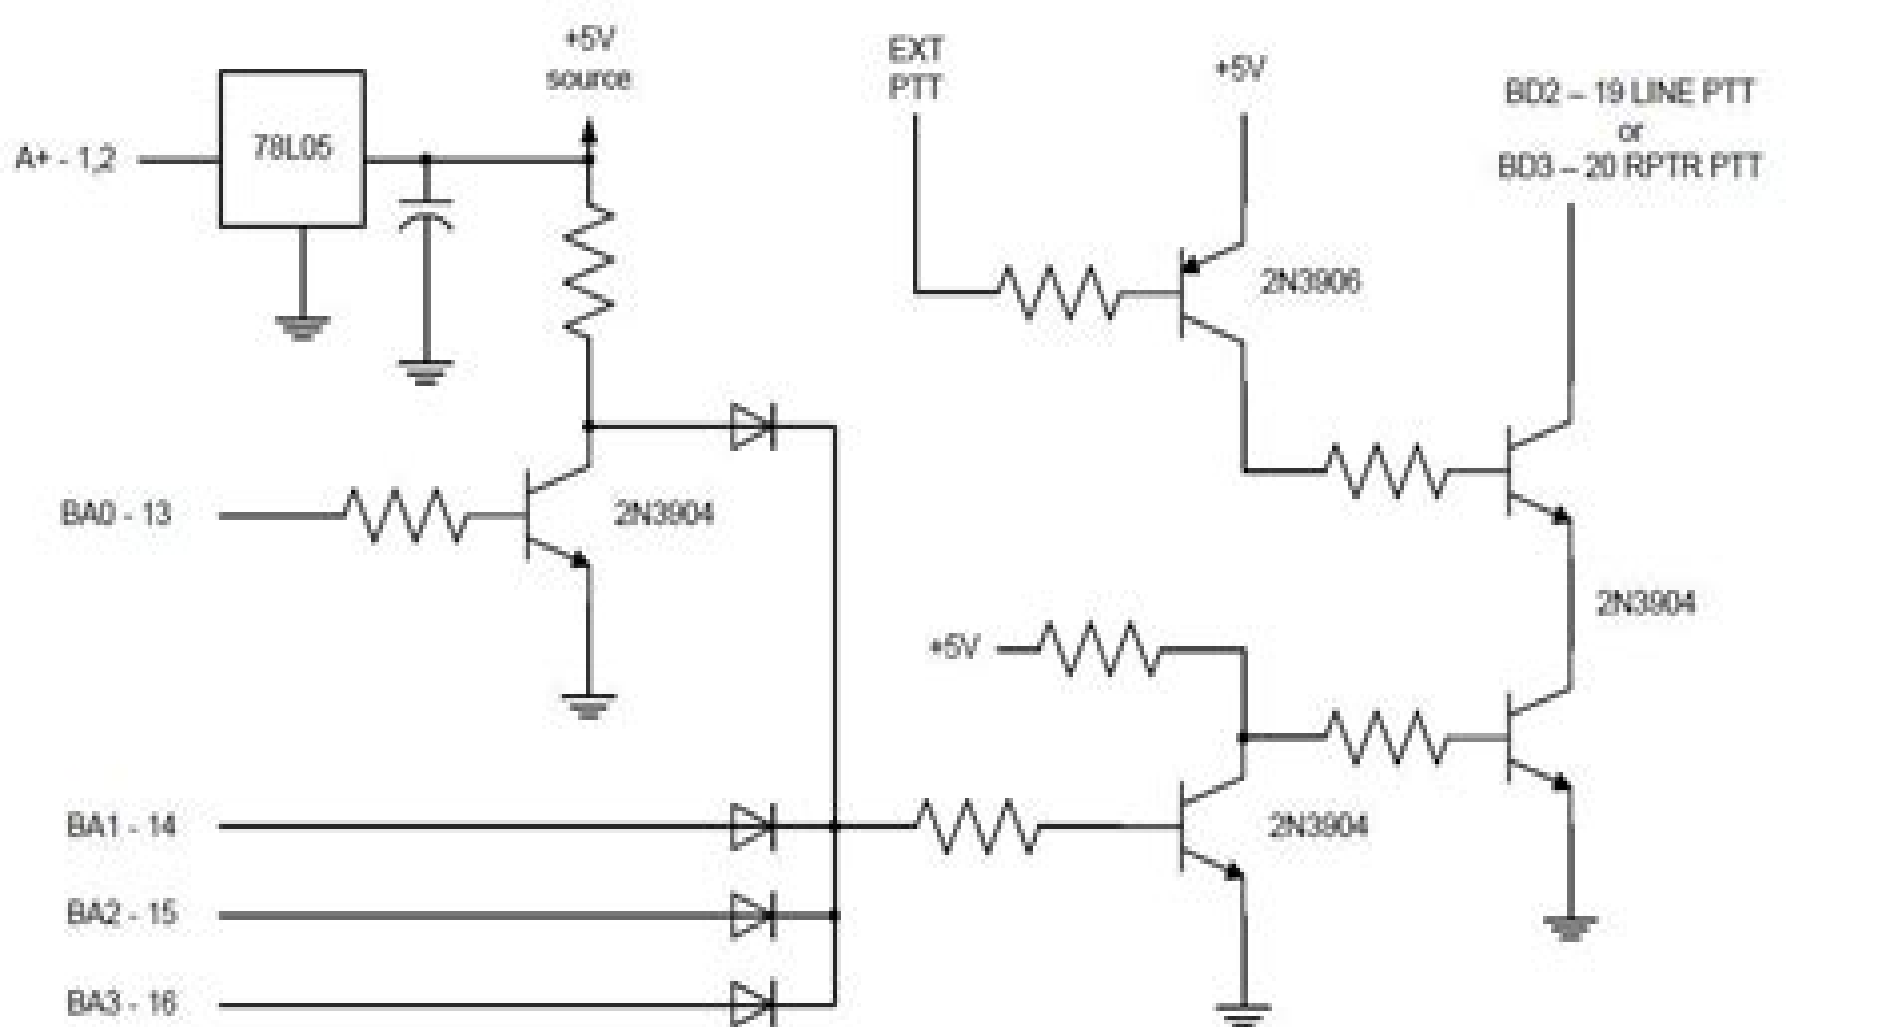 +5V
source
EXT
PTT
+5V
BD2 – 19 LINE PTT
or
BD3 – 20 RPTR PTT
A+ - 1,2
78L05
2N3906
BA0 - 13
2N3904
2N3904
+5V
BA1 - 14
2N3904
BA2 - 15
BA3 - 16